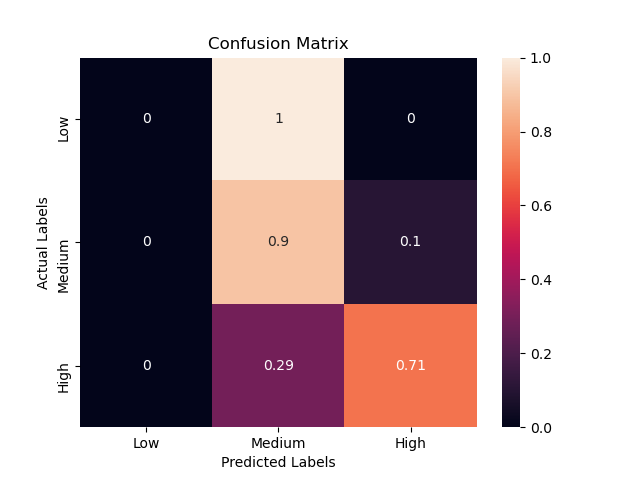 Confusion Matrix
Actual Labels
Low
0
1
0
Medium
0
0.9
0.1
High
0
0.29
0.71
Low
Medium
High
Predicted Labels
1.0
0.8
0.6
0.4
0.2
0.0